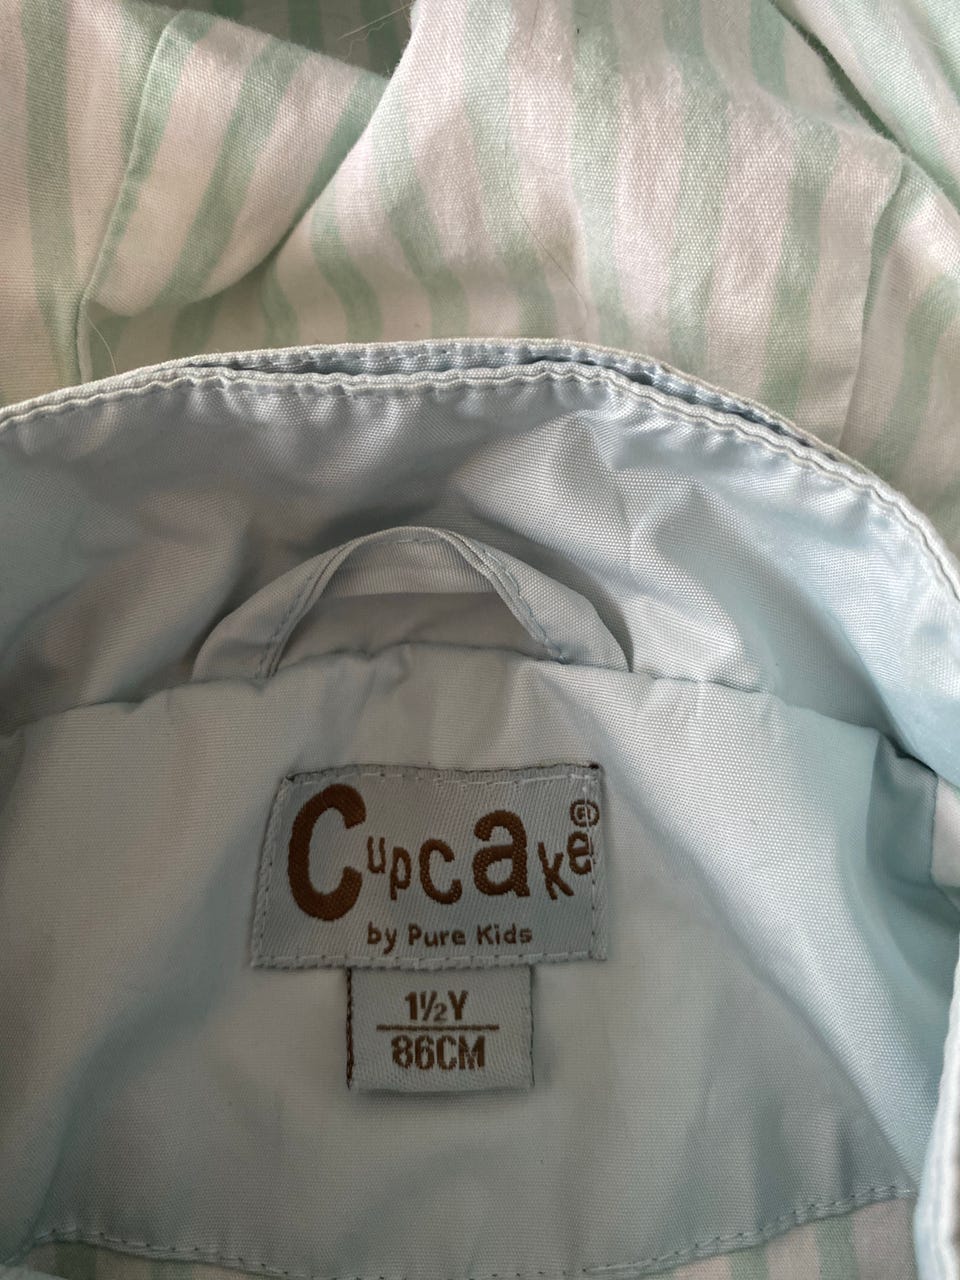 Cupcake®
by Pure Kids
1½Y
86CM